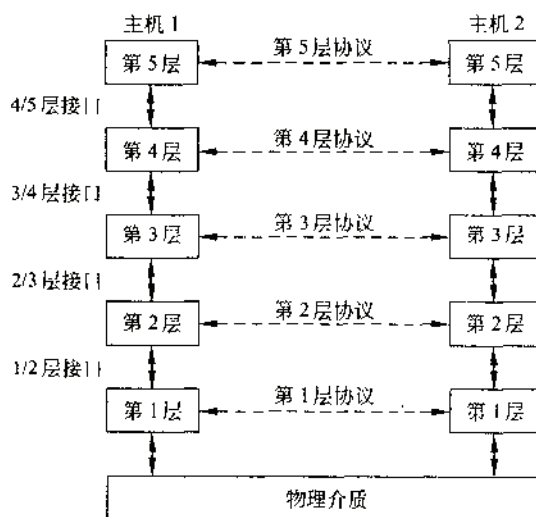 主机 1
主机 2
第 5 层
第 5 层协议
第 5 层
4/5 层接口
第 4 层
第 4 层协议
第 4 层
3/4 层接口
第 3 层
第 3 层协议
第 3 层
2/3 层接口
第 2 层
第 2 层协议
第 2 层
1/2 层接口
第 1 层
第 1 层协议
第 1 层
物理介质